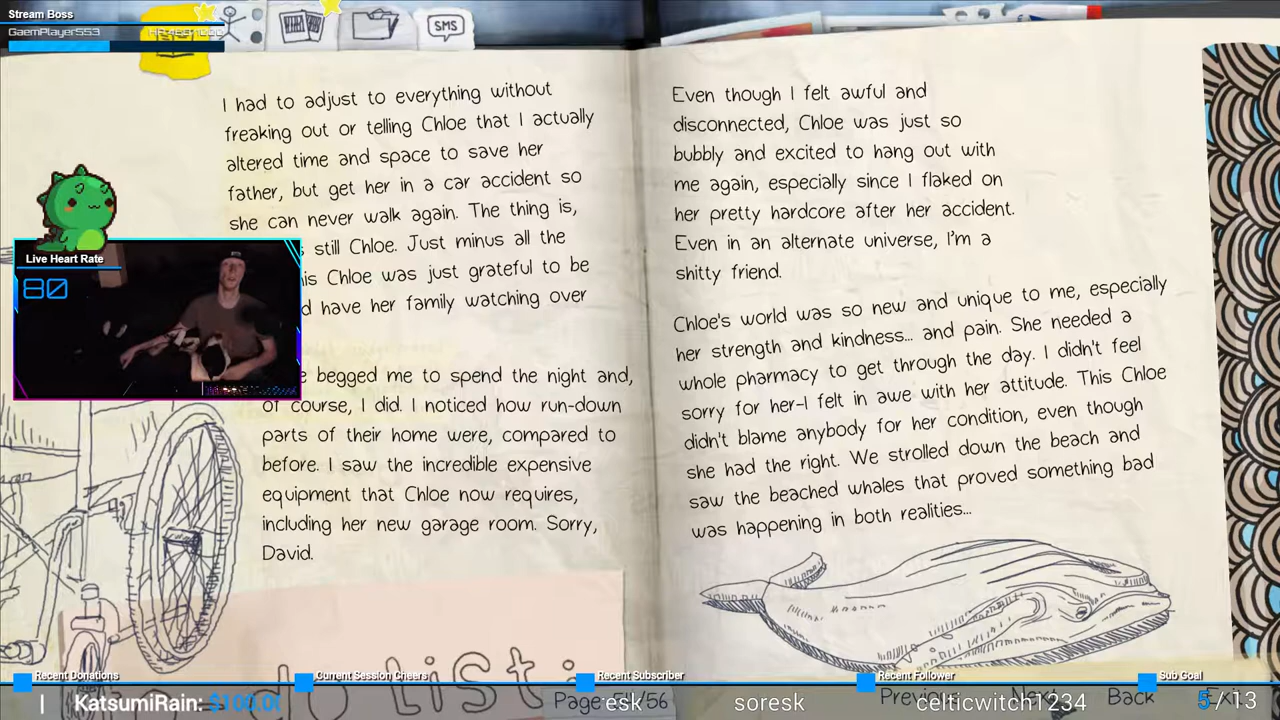 Stream Boss
GaemPlayer553
SMS
I had to adjust to everything without
freaking out or telling Chloe that I actually
altered time and space to save her
father, but get her in a car accident so
she can never walk again. The thing is,
still Chloe. Just minus all the
his Chloe was just grateful to be
have her family watching over
begged me to spend the night and,
of course, I did. I noticed how run-down
parts of their home were, compared to
before. I saw the incredible expensive
equipment that Chloe now requires,
including her new garage room. Sorry,
David.
Live Heart Rate
80
Even though I felt awful and
disconnected, Chloe was just so
bubbly and excited to hang out with
me again, especially since I flaked on
her pretty hardcore after her accident.
Even in an alternate universe, I'm a
shitty friend.
Chloe's world was so new and unique to me, especially
her strength and kindness... and pain. She needed a
whole pharmacy to get through the day. I didn't feel
sorry for her-I felt in awe with her attitude. This Chloe
didn't blame anybody for her condition, even though
she had the right. We strolled down the beach and
saw the beached whales that proved something bad
was happening in both realities...
Recent Donations
Current Session Cheers
Recent Subscriber
Recent Follower
Sub Goal
KatsumiRain: $100.0
Page
/56
esk
soresk
celticwitch1234
Previous
Next
Back
Exit
5 / 13